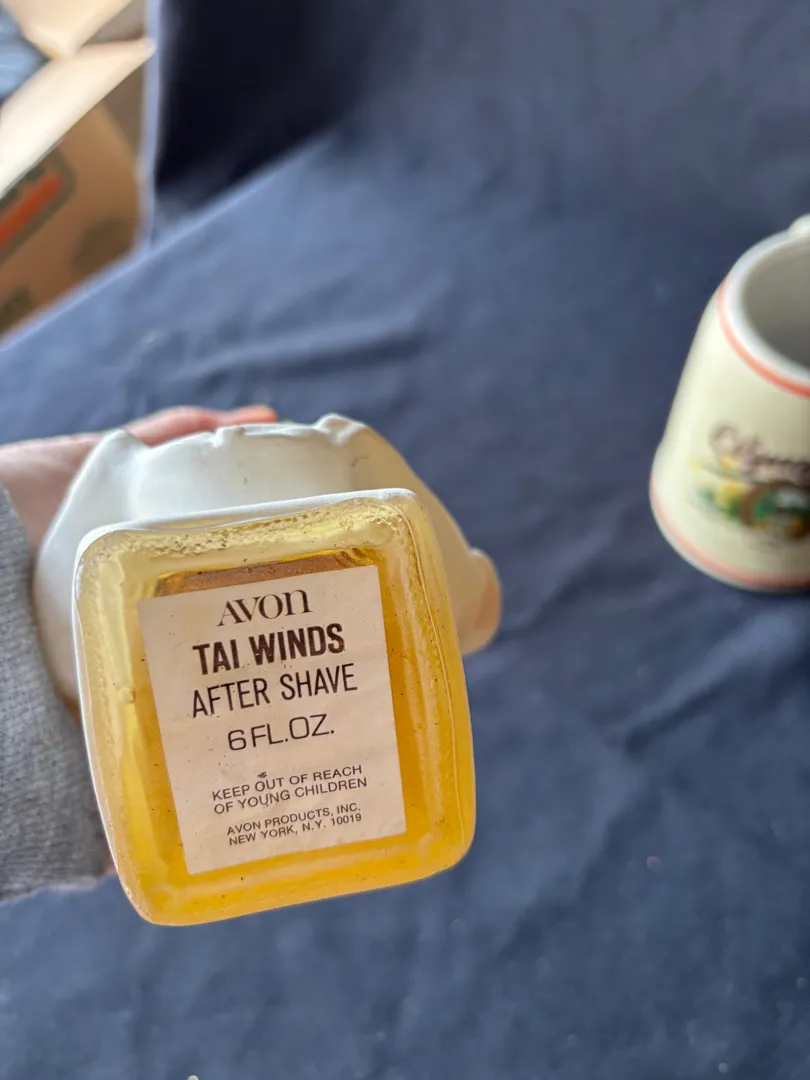 AVON
TAI WINDS
AFTER SHAVE
6 FL.OZ.
KEEP OUT OF REACH
OF YOUNG CHILDREN
AVON PRODUCTS, INC.
NEW YORK, N.Y. 10019